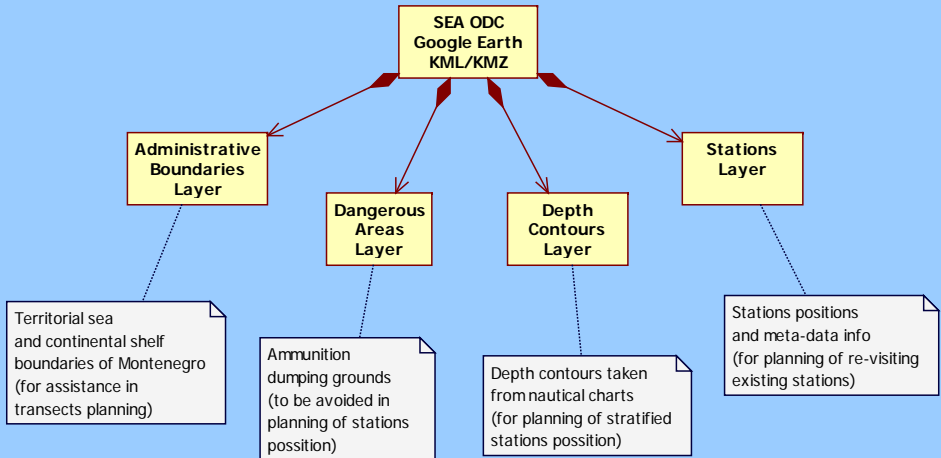 SEA ODC
Google Earth
KML/KMZ
Administrative
Boundaries
Layer
Stations
Layer
Dangerous
Areas
Layer
Depth
Contours
Layer
Territorial sea
and continental shelf
boundaries of Montenegro
(for assistance in
transects planning)
Ammunition
dumping grounds
(to be avoided in
planning of stations
possition)
Depth contours taken
from nautical charts
(for planning of stratified
stations possition)
Stations positions
and meta-data info
(for planning of re-visiting
existing stations)